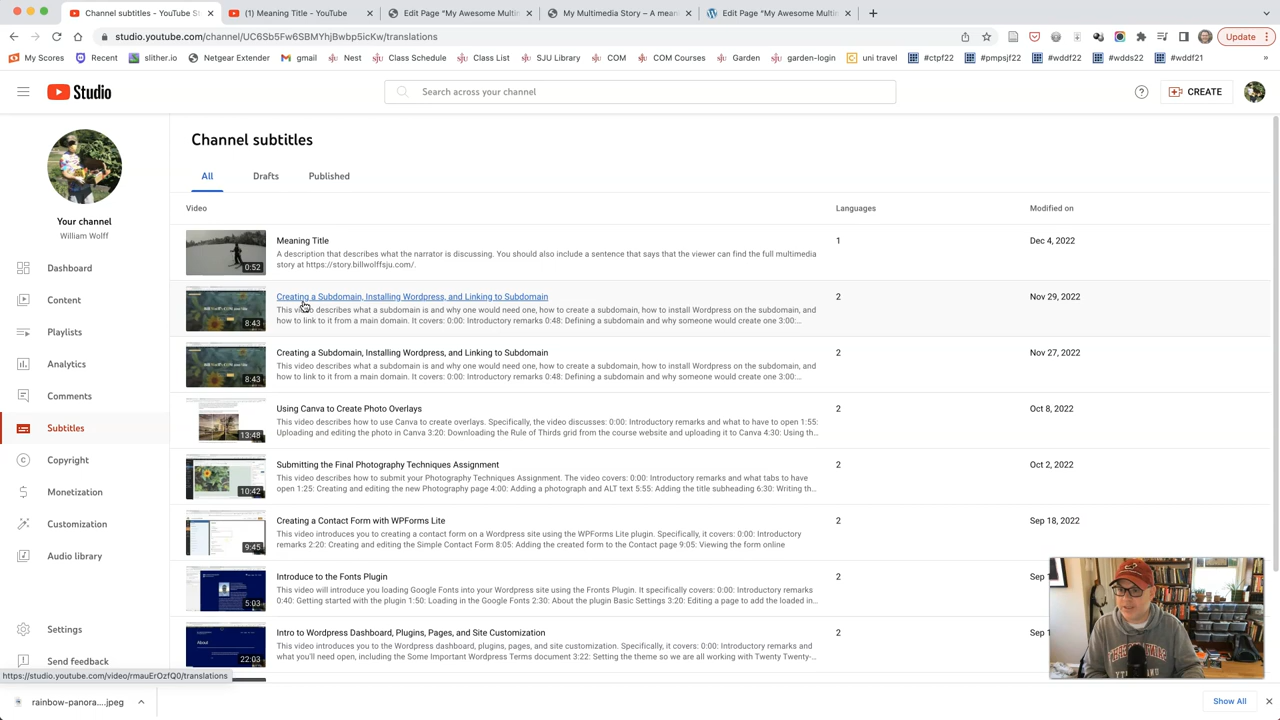 Channel subtitles - YouTube S
(1) Meaning Title - YouTube
Edit Page "My Awesome Multi
My Multimedia Story – My Com
Edit Page "My Awesome Multim
studio.youtube.com/channel/UC6Sb5Fw6SBMYhjBwbp5icKw/translations
Update
My Scores
Recent
slither.io
Netgear Extender
gmail
Nest
Class Schedule
Class List
SJU Library
COM
COM Courses
Garden
garden-login
uni travel
#ctpf22
#pmpsjf22
#wddf22
#wdds22
#wddf21
»
Studio
Search across your channel
CREATE
Your channel
William Wolff
Dashboard
Content
Playlists
Analytics
Comments
Subtitles
Copyright
Monetization
Customization
Audio library
Settings
Send feedback
Channel subtitles
All
Drafts
Published
Video
Languages
Modified on
0:52
Meaning Title
A description that describes what the narrator is discussing. You should also include a sentence that says that the viewer can find the full multimedia
story at https://story.billwolffsju.com/.
1
Dec 4, 2022
8:43
Creating a Subdomain, Installing Wordpress, and Linking to Subdomain
This video describes what a subdomain is and why one would need one, how to create a subdomain, how to install Wordpress on the subdomain, and
how to link to it from a main domain. It covers: 0:00: Introductory remarks 0:48: Defining a subdomain and why someone would create one 3:00:...
2
Nov 29, 2022
8:43
Creating a Subdomain, Installing Wordpress, and Linking to Subdomain
This video describes what a subdomain is and why one would need one, how to create a subdomain, how to install Wordpress on the subdomain, and
how to link to it from a main domain. It covers: 0:00: Introductory remarks 0:48: Defining a subdomain and why someone would create one 3:00:...
2
Nov 27, 2022
13:48
Using Canva to Create Photo Overlays
This video describes how to use Canva to create overlays. Specifically, the video discusses: 0:00: Introductory remarks and what to have to open 1:55:
Uploading and editing the photo in Canva 3:20: Downloading the Rule of Third grid from the course website and uploading it to Canva 4:30: Using th...
2
Oct 8, 2022
10:42
Submitting the Final Photography Techniques Assignment
This video describes how to submit your Photography Techniques Assignment. The video covers: 0:00: Introductory remarks and what tabs to have
open 1:25: Creating and editing the new Photography page 4:00: Adding a photograph and ALT text 5:55: Adding the title subheading 6:30: Writing th...
2
Oct 2, 2022
9:45
Creating a Contact Form in WPForms Lite
This video introduces you to creating a contact form on a Wordpress site using the WPForms Lite plugin. Specifically, it covers: 0:00: Introductory
remarks 2:20: Creating and editing the Simple Contact Form 8:05: Adding the created form to the Contact page 9:05: Viewing the form online
2
Sep 18, 2022
5:03
Introduce to the Fonts Plugin
This video will introduce you to adding Google Fonts into a WordPress site using the Fonts Plugin. It covers: 0:00: Introductory remarks
0:40: Getting started with the plugin 1:50: Loading Google Fonts 2:30: About the plugin's Base Settings 3:20: Editing a page to add the loaded in...
2
Sep 1
About
22:03
Intro to Wordpress Dashboard, Plugins, Pages, and Site Customization
This video introduces you to the Wordpress dashboard, plugins, pages, and site customization. Specifically, it covers: 0:00: Introductory remarks and
what you'll need open, including the Some Important Wordpress Terms document 3:22: Setting the theme so we are all working with Twenty Twenty-...
2
Sep 1
https://studio.youtube.com/video/rmauErOzfQ0/translations
rainbow-panora....jpeg
Show All